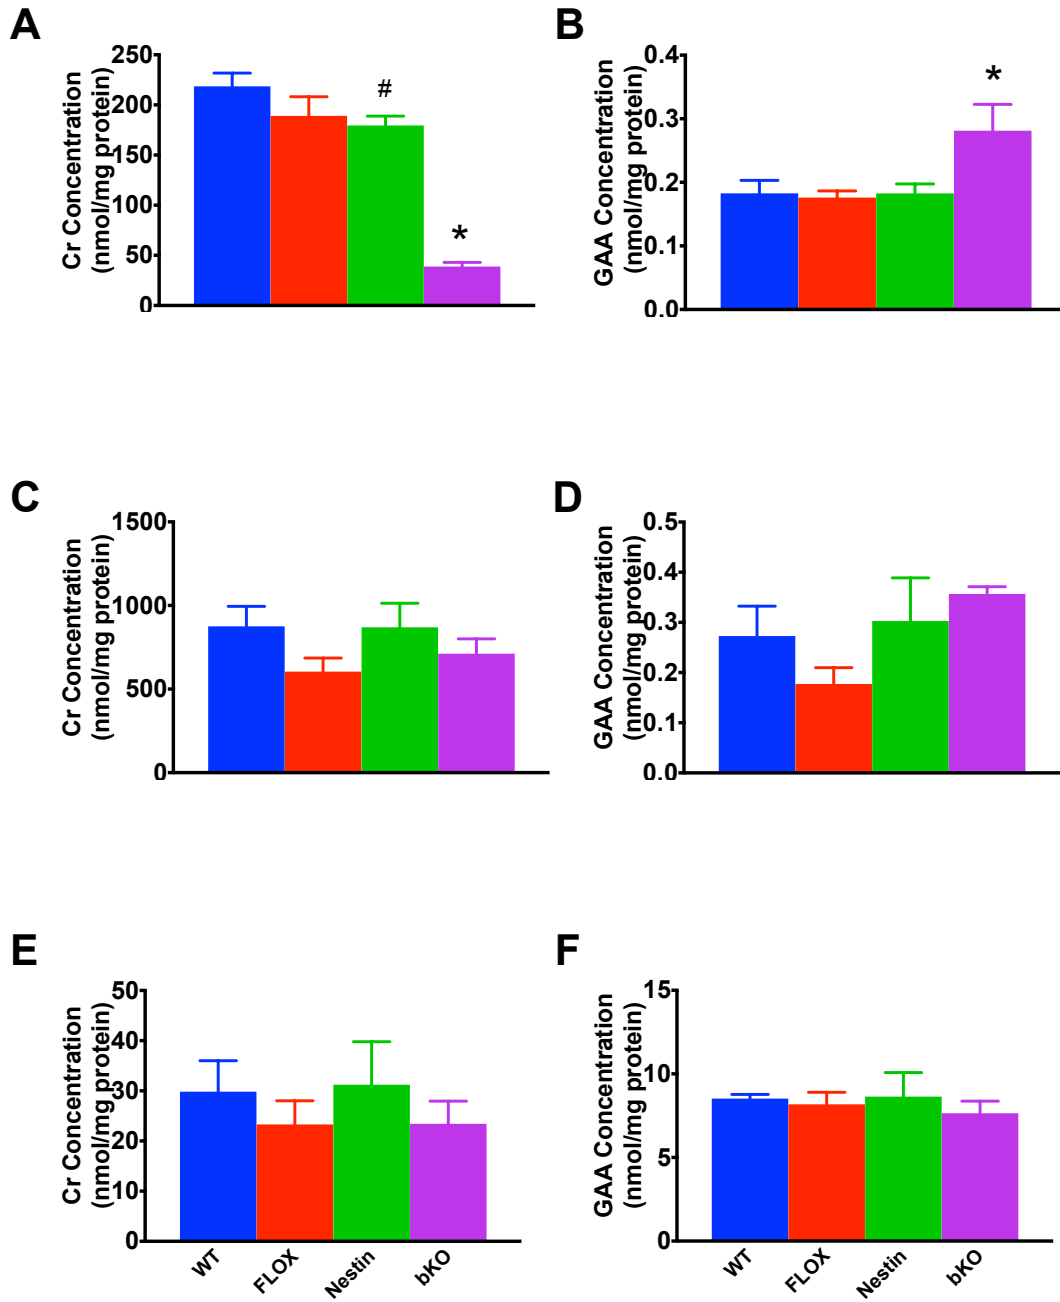 A
Cr Concentration
(nmol/mg protein)
250
200
150
100
50
0
#
*
B
GAA Concentration
(nmol/mg protein)
0.4
0.3
0.2
0.1
0.0
*
C
Cr Concentration
(nmol/mg protein)
1500
1000
500
0
D
GAA Concentration
(nmol/mg protein)
0.5
0.4
0.3
0.2
0.1
0.0
E
Cr Concentration
(nmol/mg protein)
50
40
30
20
10
0
WT
FLOX
Nestin
bKO
F
GAA Concentration
(nmol/mg protein)
15
10
5
0
WT
FLOX
Nestin
bKO